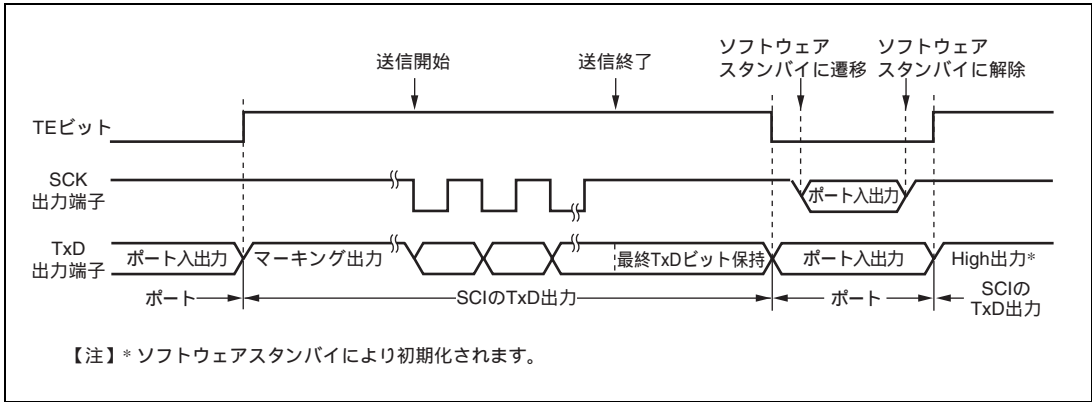 送信開始
送信終了
ソフトウェア
スタンバイに遷移
ソフトウェア
スタンバイに解除
TEビット
SCK
出力端子
ポート入出力
TxD
出力端子
ポート入出力
マーキング出力
最終TxDビット保持
ポート入出力
High出力*
ポート
SCIのTxD出力
ポート
SCIの
TxD出力
【注】* ソフトウェアスタンバイにより初期化されます。